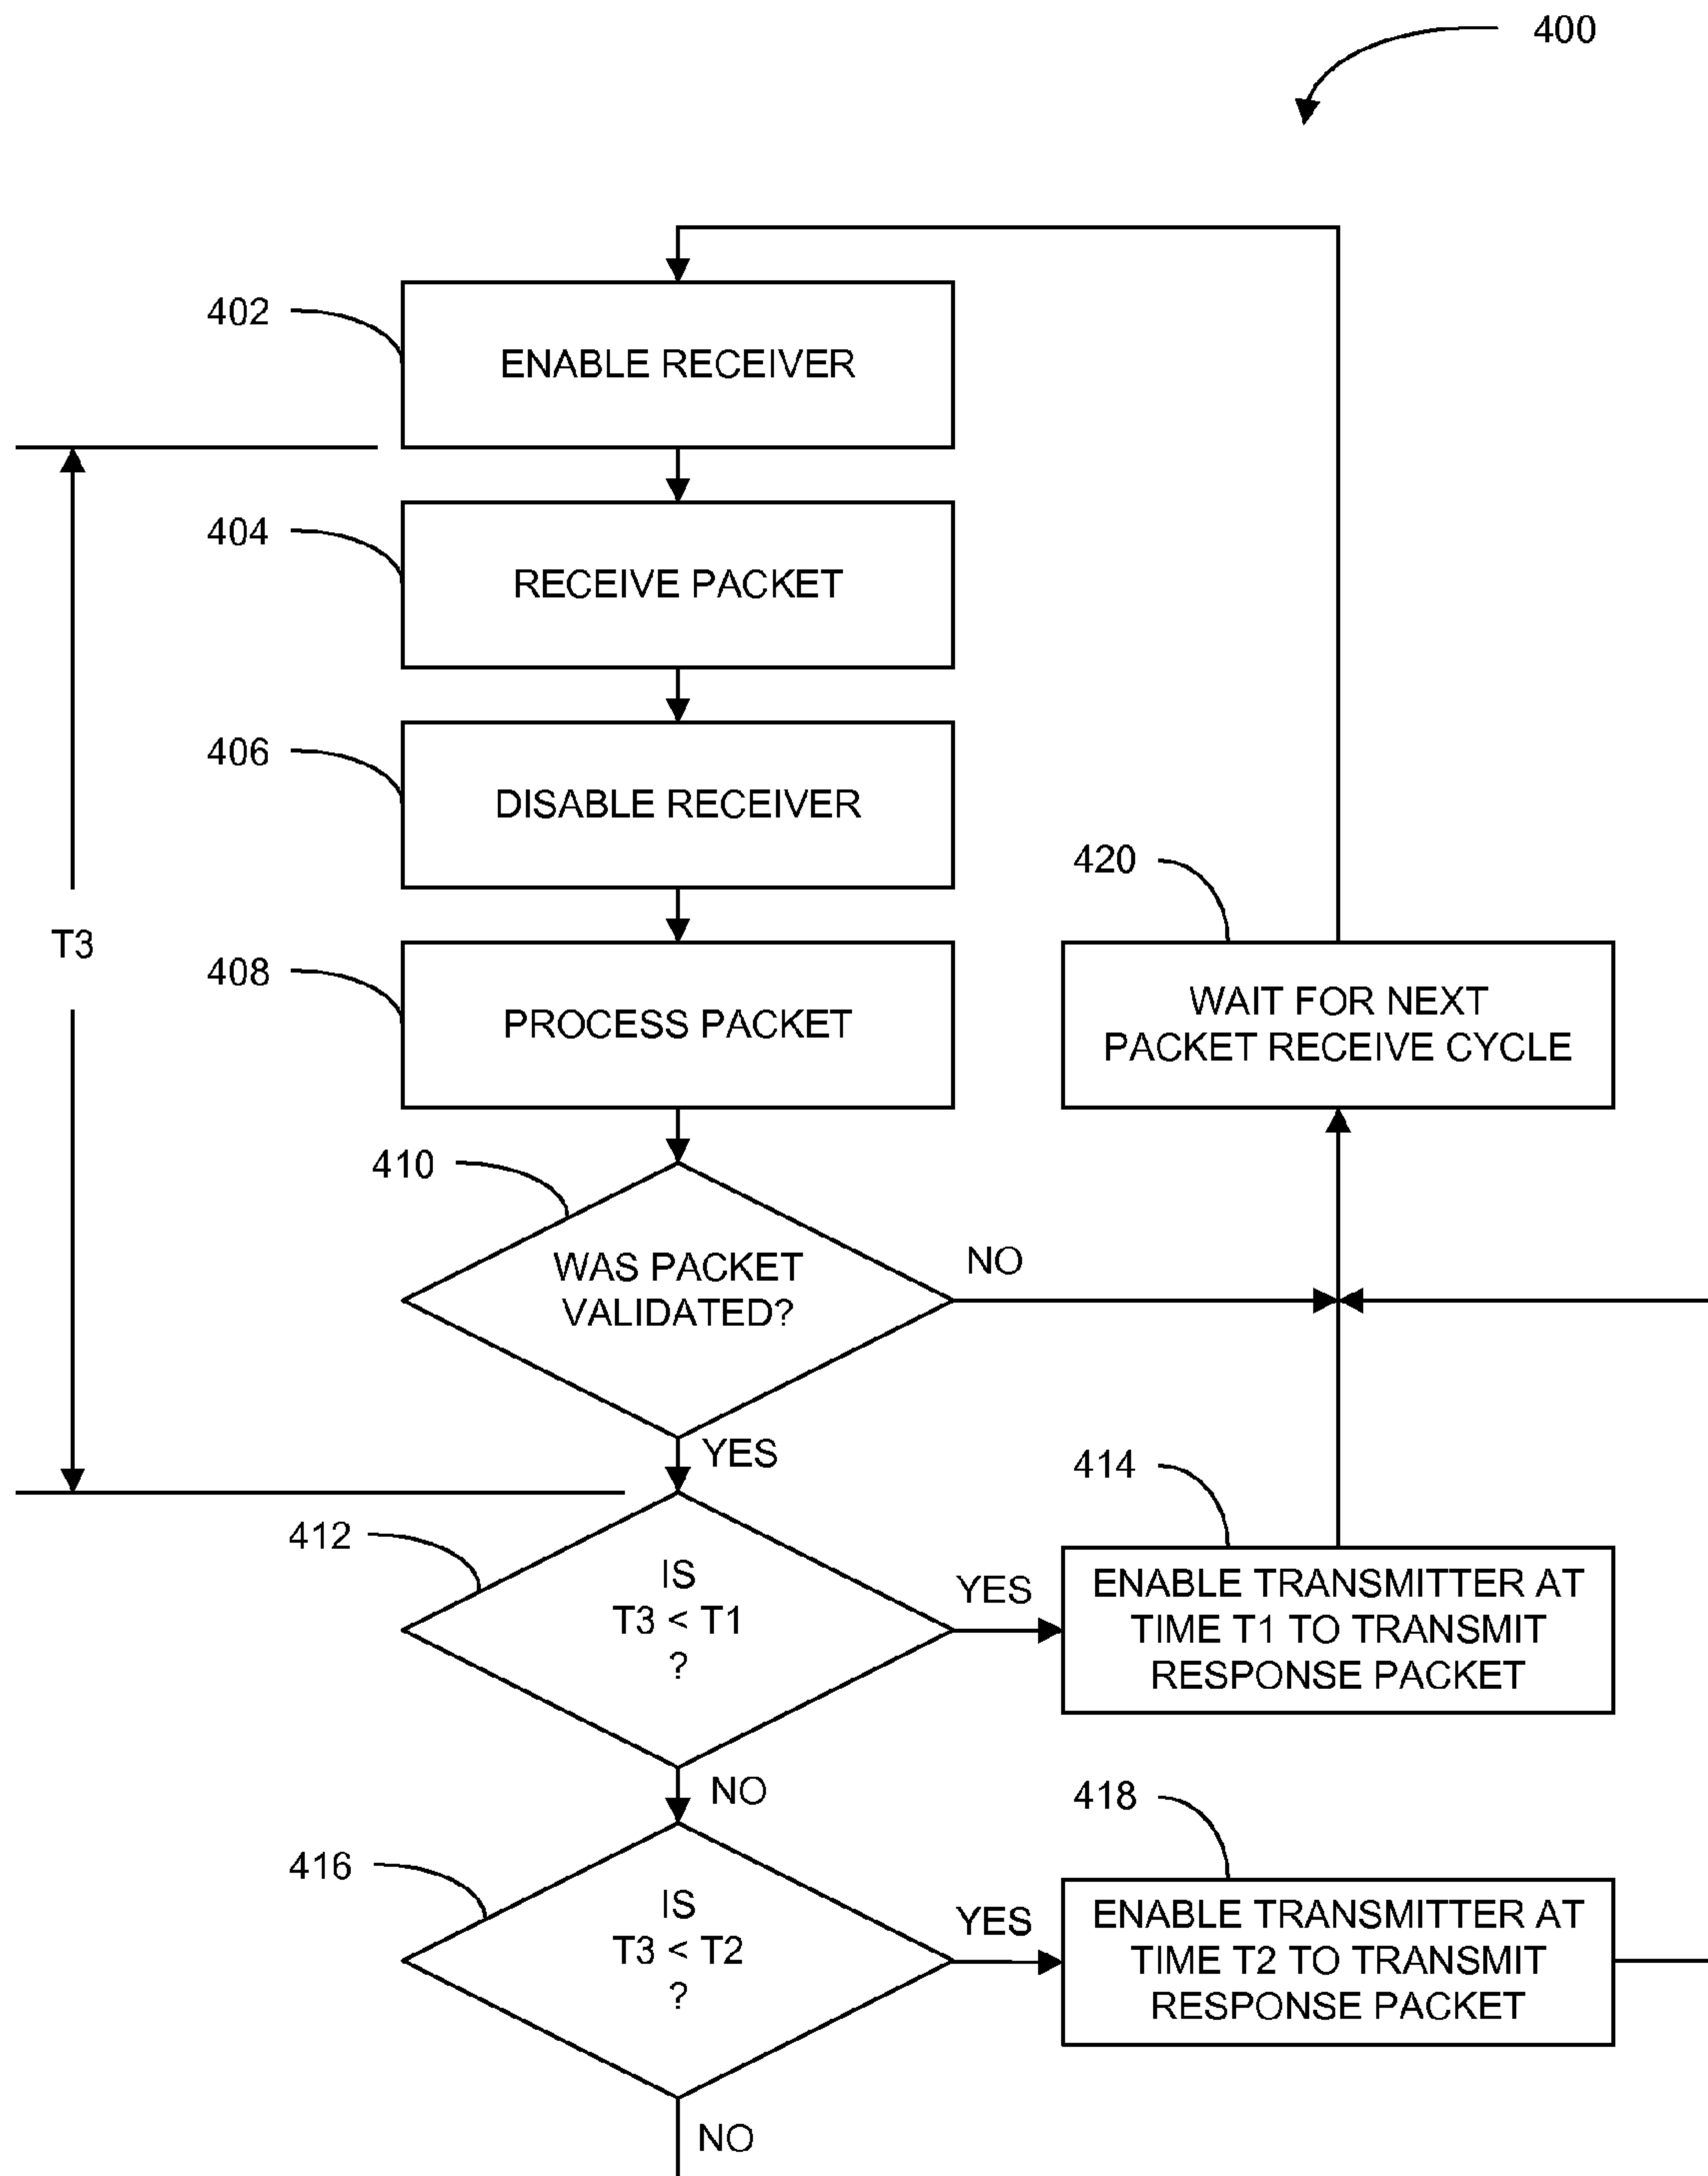 400
402
ENABLE RECEIVER
404
RECEIVE PACKET
406
DISABLE RECEIVER
T3
408
PROCESS PACKET
420
WAIT FOR NEXT
PACKET RECEIVE CYCLE
410
WAS PACKET
VALIDATED?
NO
YES
412
IS
T3 < T1
?
YES
414
ENABLE TRANSMITTER AT
TIME T1 TO TRANSMIT
RESPONSE PACKET
NO
416
IS
T3 < T2
?
YES
418
ENABLE TRANSMITTER AT
TIME T2 TO TRANSMIT
RESPONSE PACKET
NO